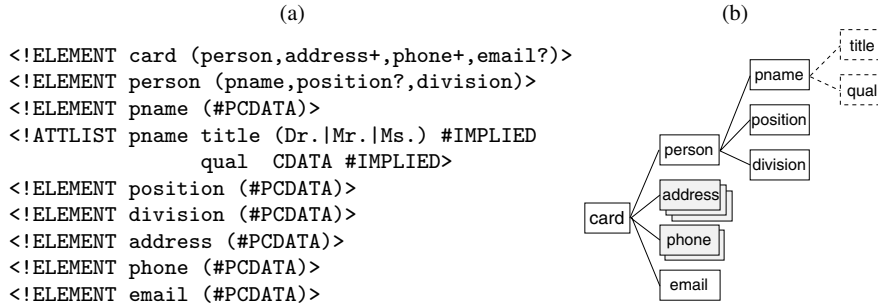 (a)
<!ELEMENT card (person,address+,phone+,email?)>
<!ELEMENT person (pname,position?,division)>
<!ELEMENT pname (#PCDATA)>
<!ATTLIST pname title (Dr.|Mr.|Ms.) #IMPLIED
qual CDATA #IMPLIED>
<!ELEMENT position (#PCDATA)>
<!ELEMENT division (#PCDATA)>
<!ELEMENT address (#PCDATA)>
<!ELEMENT phone (#PCDATA)>
<!ELEMENT email (#PCDATA)>
(b)
title
pname
qual
position
person
division
address
card
phone
email